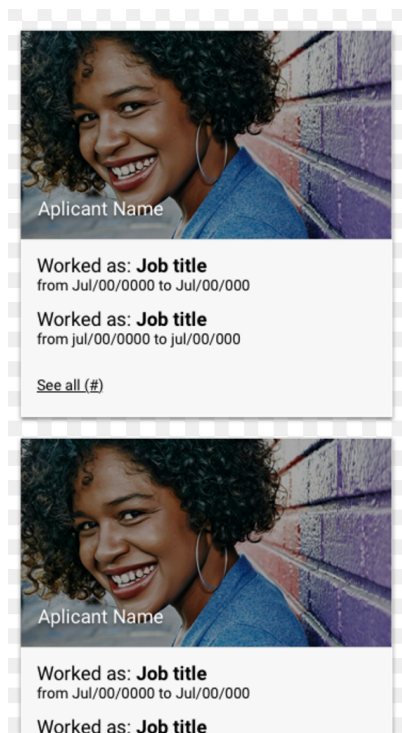 Aplicant Name
Worked as: Job title
from Jul/00/0000 to Jul/00/000
Worked as: Job title
from jul/00/0000 to jul/00/000
See all (#)
Aplicant Name
Worked as: Job title
from Jul/00/0000 to Jul/00/000
Worked as: Job title